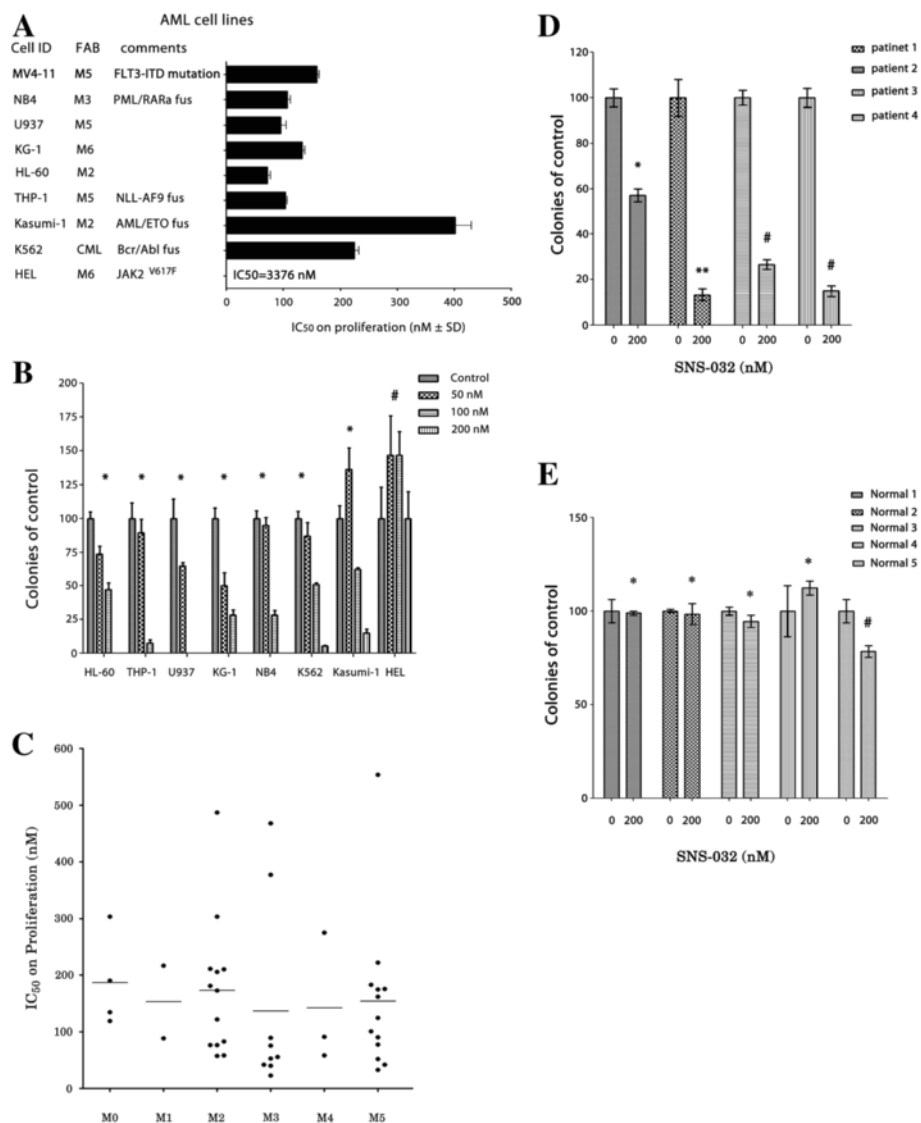 A
AML cell lines
Cell ID FAB comments
MV4-11 M5 FLT3-ITD mutation
NB4 M3 PML/RARa fus
U937 M5
KG-1 M6
HL-60 M2
THP-1 M5 NLL-AF9 fus
Kasumi-1 M2 AML/ETO fus
K562 CML Bcr/Abl fus
HEL M6 JAK2 V617F
IC50=3376 nM
0 100 200 300 400 500
IC50 on proliferation (nM ± SD)
B
Colonies of control
200
175
150
125
100
75
50
25
0
Control
50 nM
100 nM
200 nM
* * * * * * * #
HL-60 THP-1 U937 KG-1 NB4 K562 Kasumi-1 HEL
C
IC50 on Proliferation (nM)
600
500
400
300
200
100
0
M0 M1 M2 M3 M4 M5
D
Colonies of control
120
100
80
60
40
20
0
patinet 1
patient 2
patient 3
patient 4
* ** # #
0 200 0 200 0 200 0 200
SNS-032 (nM)
E
Colonies of control
150
100
50
0
Normal 1
Normal 2
Normal 3
Normal 4
Normal 5
* * * * #
0 200 0 200 0 200 0 200 0 200
SNS-032 (nM)